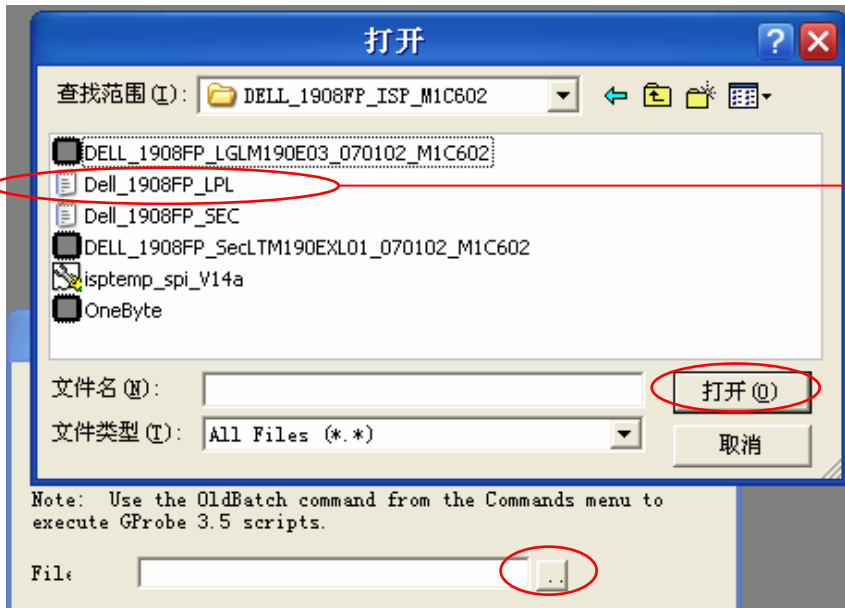 打开
查找范围(I): DELL_1908FP_ISP_M1C602
DELL_1908FP_LGLM190E03_070102_M1C602
Dell_1908FP_LPL
Dell_1908FP_SEC
DELL_1908FP_SecLTM190EXL01_070102_M1C602
isptemp_spi_V14a
OneByte
文件名(N):
打开(O)
文件类型(T): All Files (*.*)
取消
Note: Use the OldBatch command from the Commands menu to
execute GProbe 3.5 scripts.
File
..